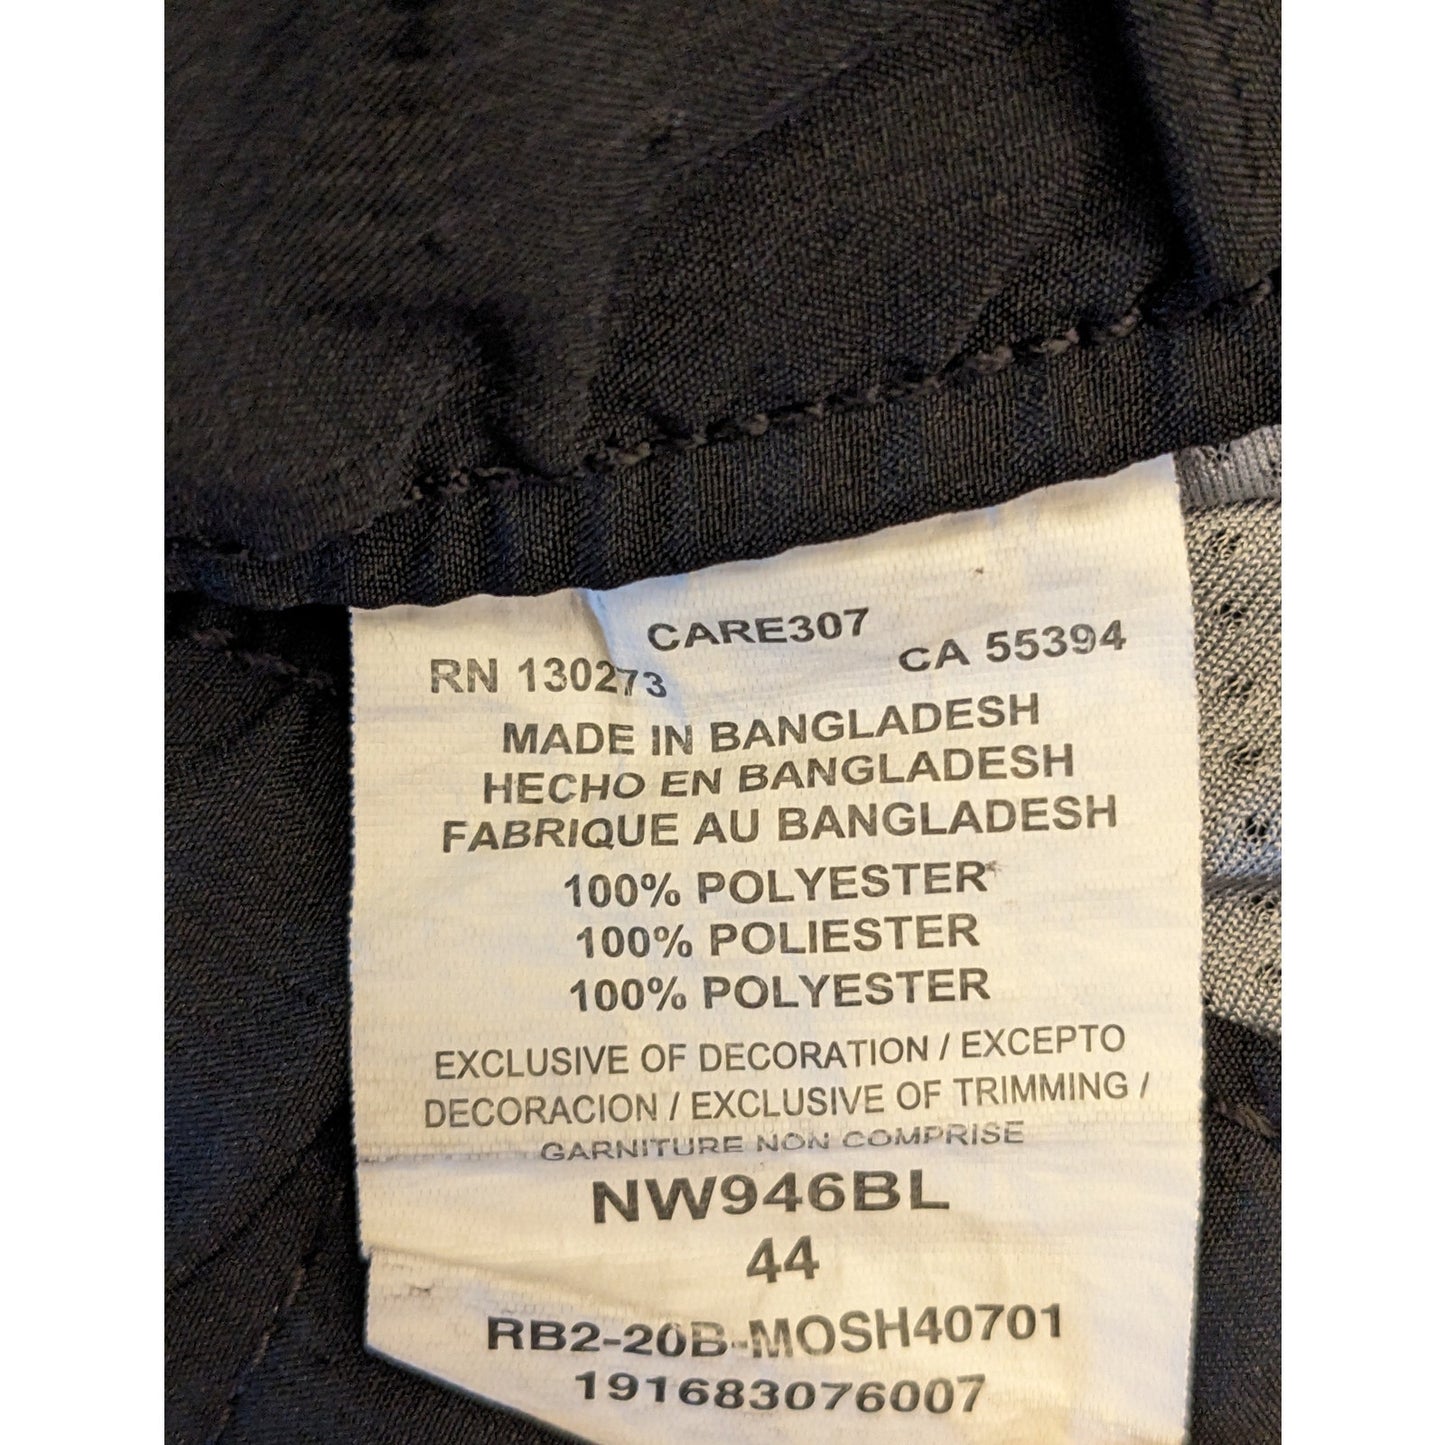 CARE307
RN 130273 CA 55394
MADE IN BANGLADESH
HECHO EN BANGLADESH
FABRIQUE AU BANGLADESH
100% POLYESTER
100% POLIESTER
100% POLYESTER
EXCLUSIVE OF DECORATION / EXCEPTO
DECORACION / EXCLUSIVE OF TRIMMING /
GARNITURE NON COMPRISE
NW946BL
44
RB2-20B-MOSH40701
191683076007